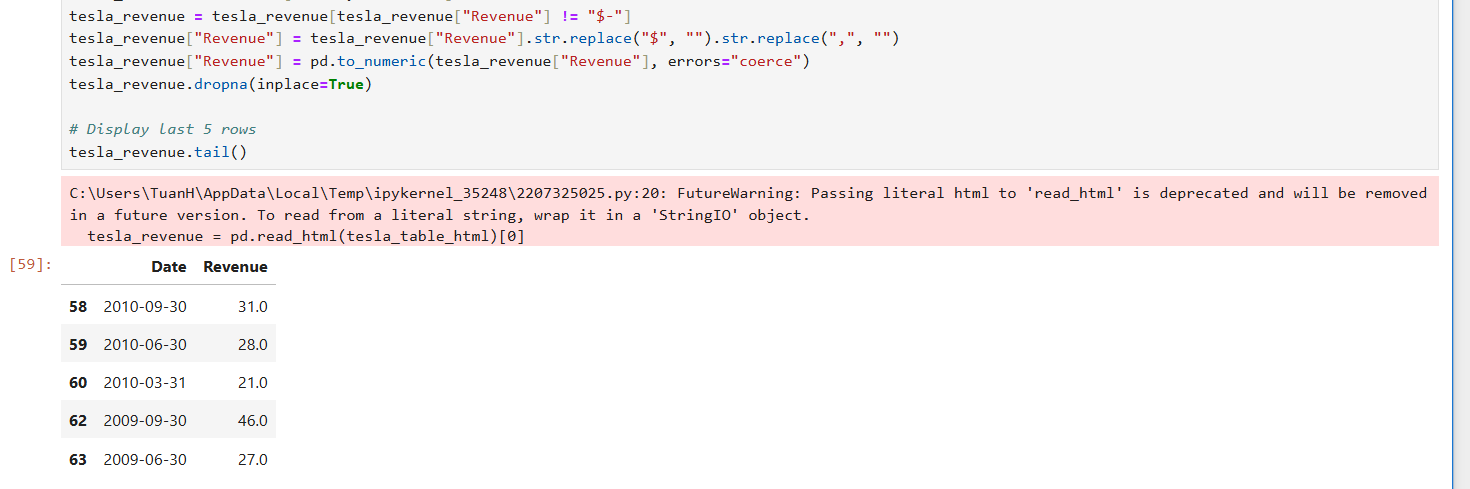 tesla_revenue = tesla_revenue[tesla_revenue["Revenue"] != "$-"]
tesla_revenue["Revenue"] = tesla_revenue["Revenue"].str.replace("$", "").str.replace(",", "")
tesla_revenue["Revenue"] = pd.to_numeric(tesla_revenue["Revenue"], errors="coerce")
tesla_revenue.dropna(inplace=True)
# Display last 5 rows
tesla_revenue.tail()
C:\Users\TuanH\AppData\Local\Temp\ipykernel_35248\2207325025.py:20: FutureWarning: Passing literal html to 'read_html' is deprecated and will be removed
in a future version. To read from a literal string, wrap it in a 'StringIO' object.
tesla_revenue = pd.read_html(tesla_table_html)[0]
[59]:
Date Revenue
58 2010-09-30 31.0
59 2010-06-30 28.0
60 2010-03-31 21.0
62 2009-09-30 46.0
63 2009-06-30 27.0